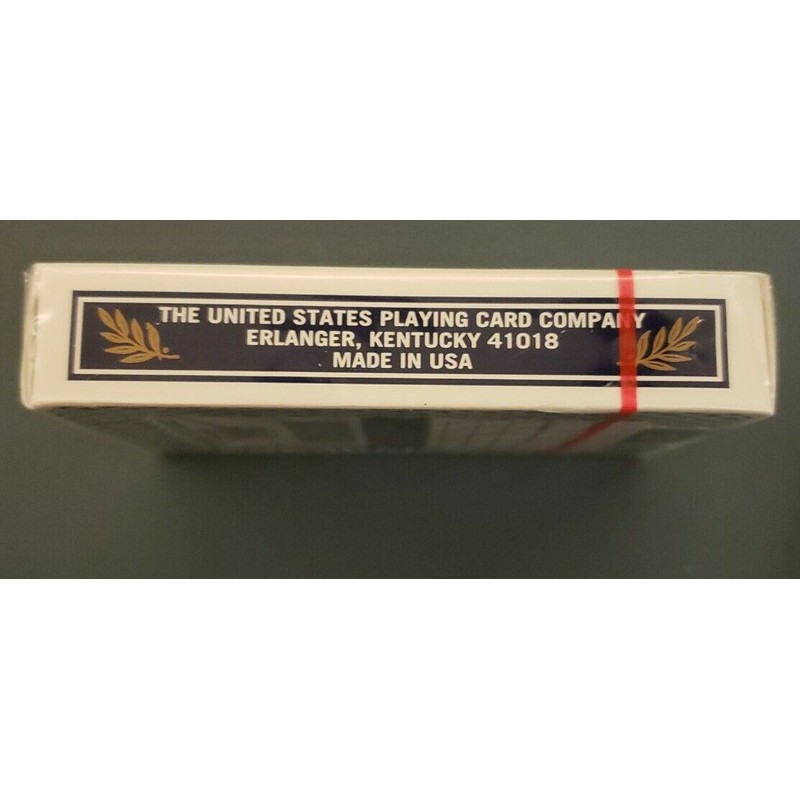 THE UNITED STATES PLAYING CARD COMPANY
ERLANGER, KENTUCKY 41018
MADE IN USA